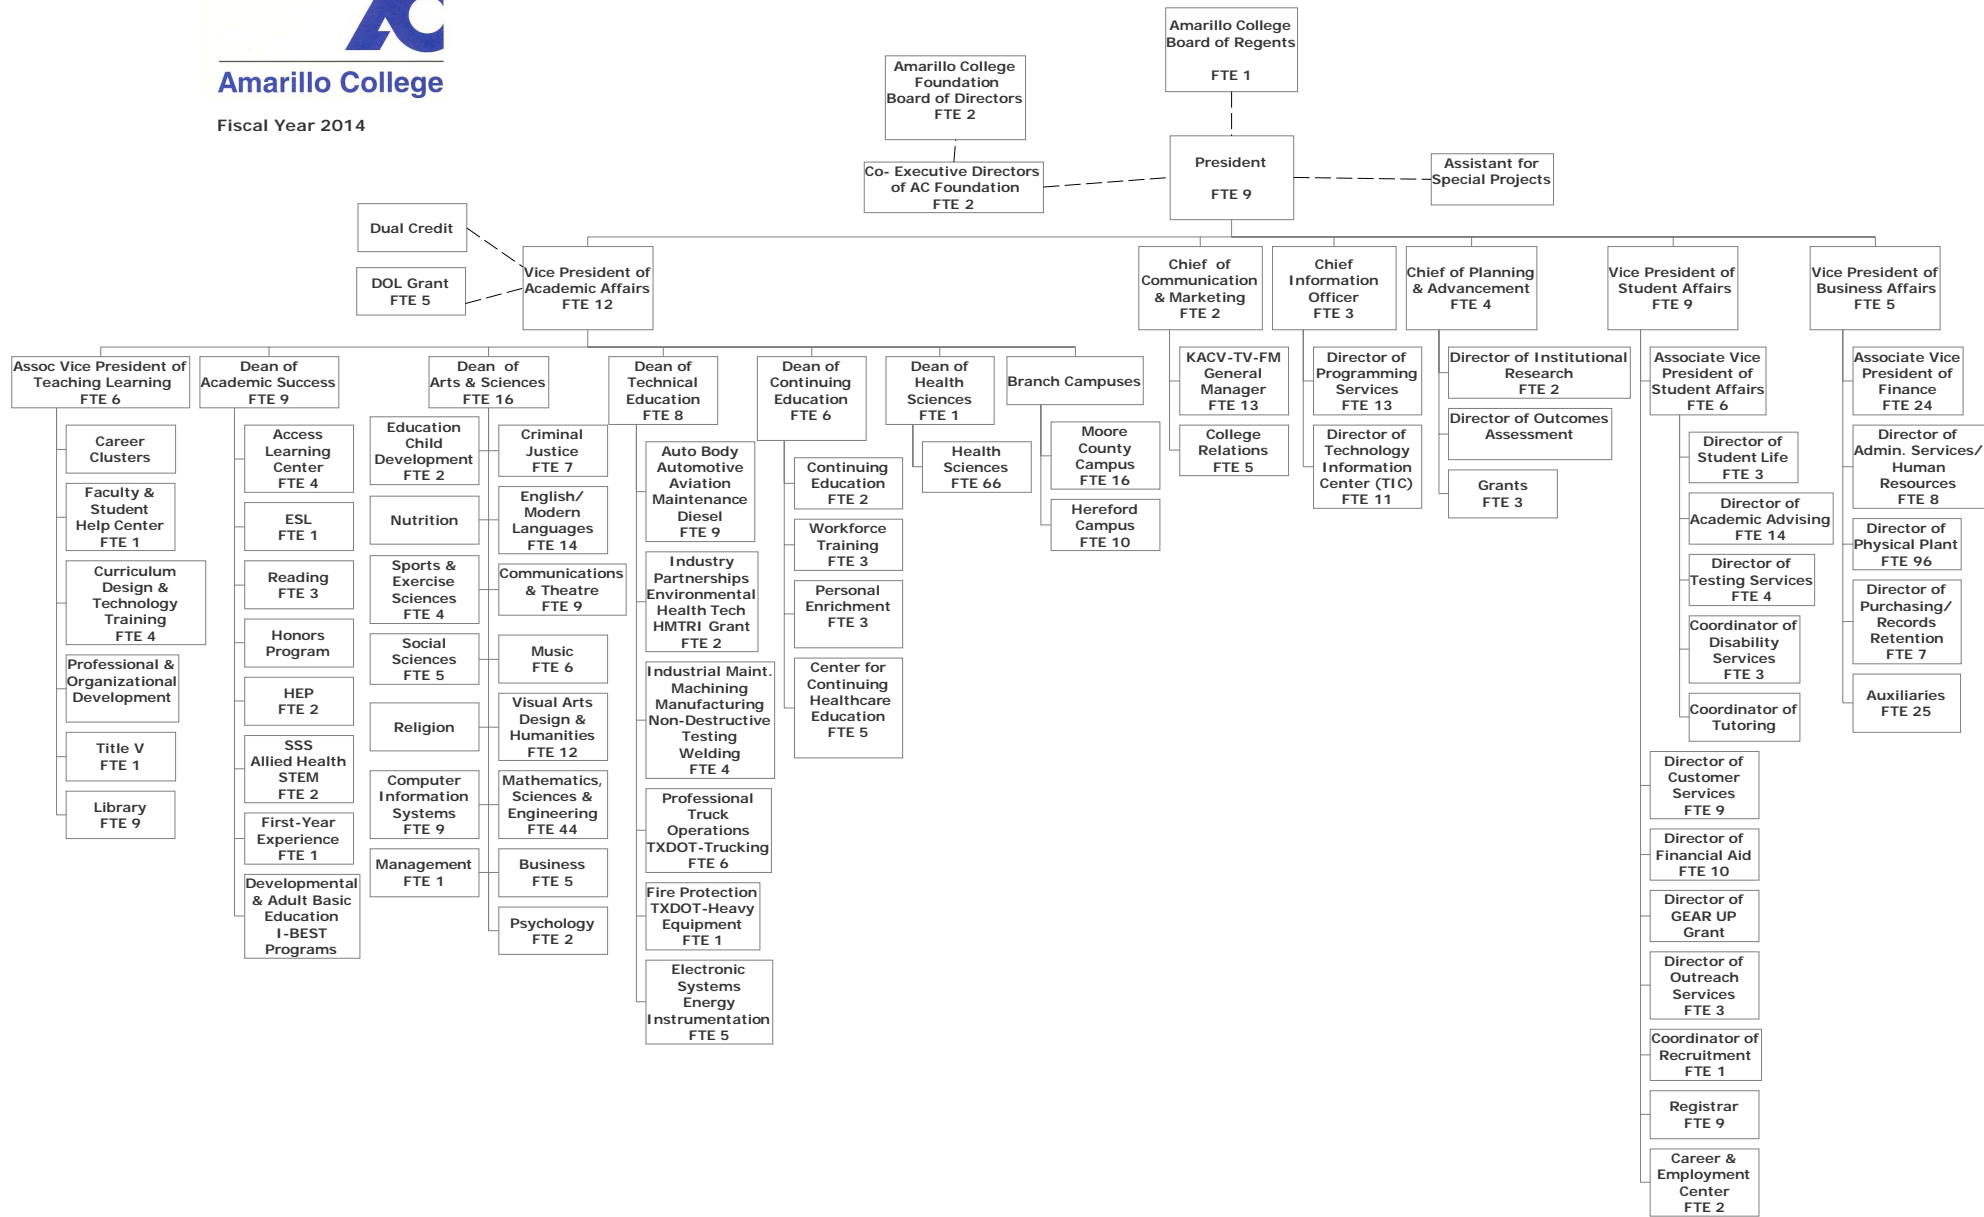 AC
Amarillo College
Fiscal Year 2014
Amarillo College
Board of Regents
FTE 1
Amarillo College
Foundation
Board of Directors
FTE 2
Co- Executive Directors
of AC Foundation
FTE 2
President
FTE 9
Assistant for
Special Projects
Dual Credit
DOL Grant
FTE 5
Vice President of
Academic Affairs
FTE 12
Chief of
Communication
& Marketing
FTE 2
Chief
Information
Officer
FTE 3
Chief of Planning
& Advancement
FTE 4
Vice President of
Student Affairs
FTE 9
Vice President of
Business Affairs
FTE 5
Assoc Vice President of
Teaching Learning
FTE 6
Career
Clusters
Faculty &
Student
Help Center
FTE 1
Curriculum
Design &
Technology
Training
FTE 4
Professional &
Organizational
Development
Title V
FTE 1
Library
FTE 9
Dean of
Academic Success
FTE 9
Access
Learning
Center
FTE 4
ESL
FTE 1
Reading
FTE 3
Honors
Program
HEP
FTE 2
SSS
Allied Health
STEM
FTE 2
First-Year
Experience
FTE 1
Developmental
& Adult Basic
Education
I-BEST
Programs
Dean of
Arts & Sciences
FTE 16
Education
Child
Development
FTE 2
Nutrition
Sports &
Exercise
Sciences
FTE 4
Social
Sciences
FTE 5
Religion
Computer
Information
Systems
FTE 9
Management
FTE 1
Criminal
Justice
FTE 7
English/
Modern
Languages
FTE 14
Communications
& Theatre
FTE 9
Music
FTE 6
Visual Arts
Design &
Humanities
FTE 12
Mathematics,
Sciences &
Engineering
FTE 44
Business
FTE 5
Psychology
FTE 2
Dean of
Technical
Education
FTE 8
Auto Body
Automotive
Aviation
Maintenance
Diesel
FTE 9
Industry
Partnerships
Environmental
Health Tech
HMTRI Grant
FTE 2
Industrial Maint.
Machining
Manufacturing
Non-Destructive
Testing
Welding
FTE 4
Professional
Truck
Operations
TXDOT-Trucking
FTE 6
Fire Protection
TXDOT-Heavy
Equipment
FTE 1
Electronic
Systems
Energy
Instrumentation
FTE 5
Dean of
Continuing
Education
FTE 6
Continuing
Education
FTE 2
Workforce
Training
FTE 3
Personal
Enrichment
FTE 3
Center for
Continuing
Healthcare
Education
FTE 5
Dean of
Health
Sciences
FTE 1
Health
Sciences
FTE 66
Branch Campuses
Moore
County
Campus
FTE 16
Hereford
Campus
FTE 10
KACV-TV-FM
General
Manager
FTE 13
College
Relations
FTE 5
Director of
Programming
Services
FTE 13
Director of
Technology
Information
Center (TIC)
FTE 11
Director of Institutional
Research
FTE 2
Director of Outcomes
Assessment
Grants
FTE 3
Associate Vice
President of
Student Affairs
FTE 6
Director of
Student Life
FTE 3
Director of
Academic Advising
FTE 14
Director of
Testing Services
FTE 4
Coordinator of
Disability
Services
FTE 3
Coordinator of
Tutoring
Director of
Customer
Services
FTE 9
Director of
Financial Aid
FTE 10
Director of
GEAR UP
Grant
Director of
Outreach
Services
FTE 3
Coordinator of
Recruitment
FTE 1
Registrar
FTE 9
Career &
Employment
Center
FTE 2
Associate Vice
President of
Finance
FTE 24
Director of
Admin. Services/
Human
Resources
FTE 8
Director of
Physical Plant
FTE 96
Director of
Purchasing/
Records
Retention
FTE 7
Auxiliaries
FTE 25